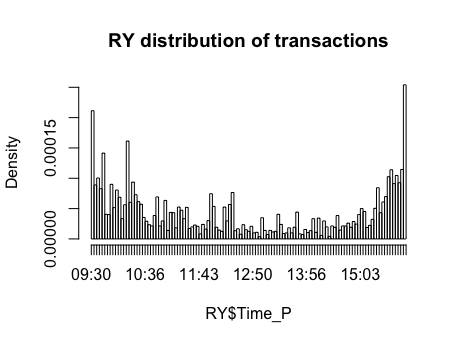 RY distribution of transactions
Density
0.00015
0.00000
09:30 10:36 11:43 12:50 13:56 15:03
RY$Time_P